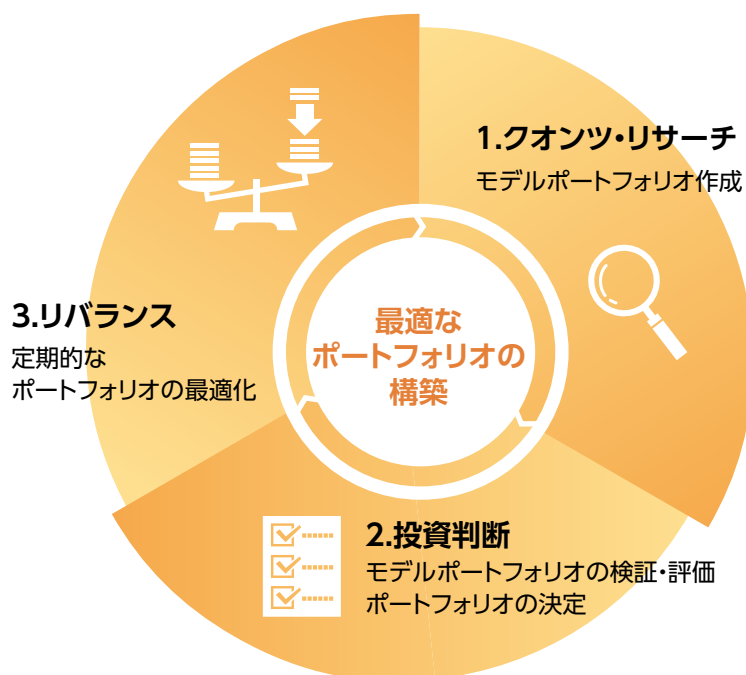 1.クオンツ・リサーチ
モデルポートフォリオ作成
最適な
ポートフォリオの
構築
2.投資判断
モデルポートフォリオの検証・評価
ポートフォリオの決定
3.リバランス
定期的な
ポートフォリオの最適化